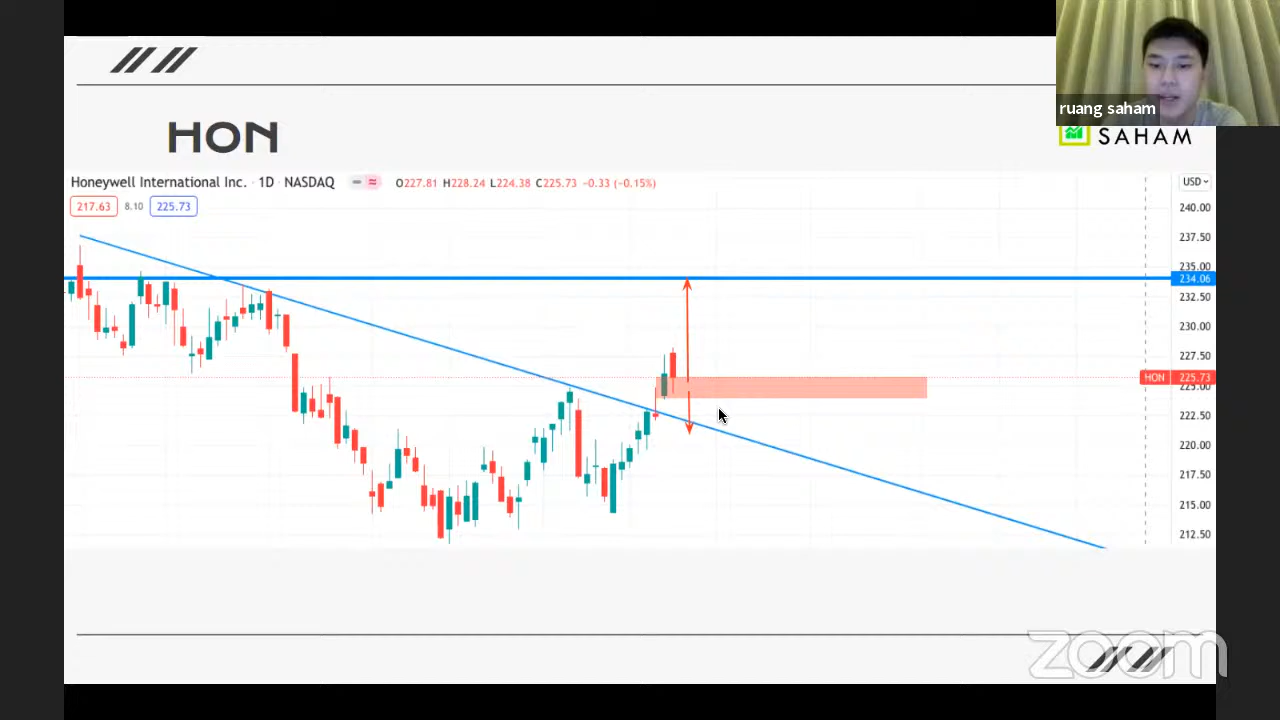 ruang saham
HON
SAHAM
Honeywell International Inc. · 1D · NASDAQ
O227.81 H228.24 L224.38 C225.73 -0.33 (-0.15%)
USD
217.63 8.10 225.73
240.00
237.50
235.00
234.06
232.50
230.00
227.50
HON 225.73
225.00
222.50
220.00
217.50
215.00
212.50
zoom